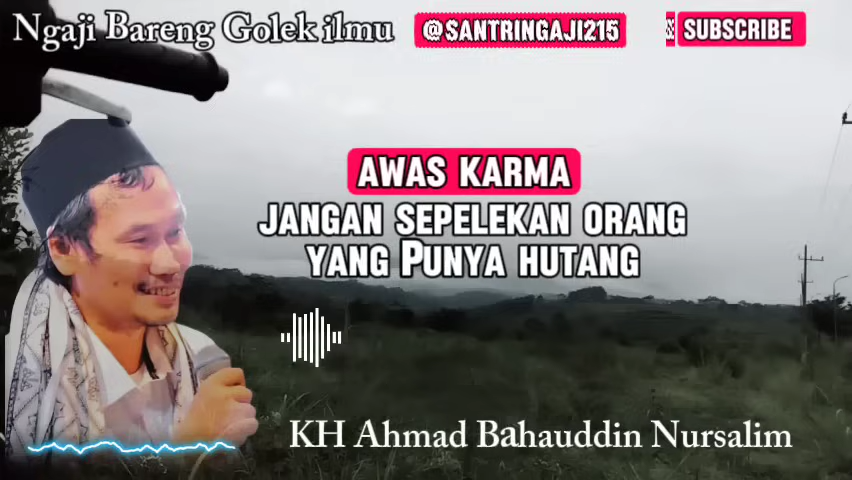 Ngaji Bareng Golek ilmu
@SANTRINGAJI215
SUBSCRIBE
AWAS KARMA
JANGAN SEPELEKAN ORANG
YANG PUNYA HUTANG
KH Ahmad Bahauddin Nursalim